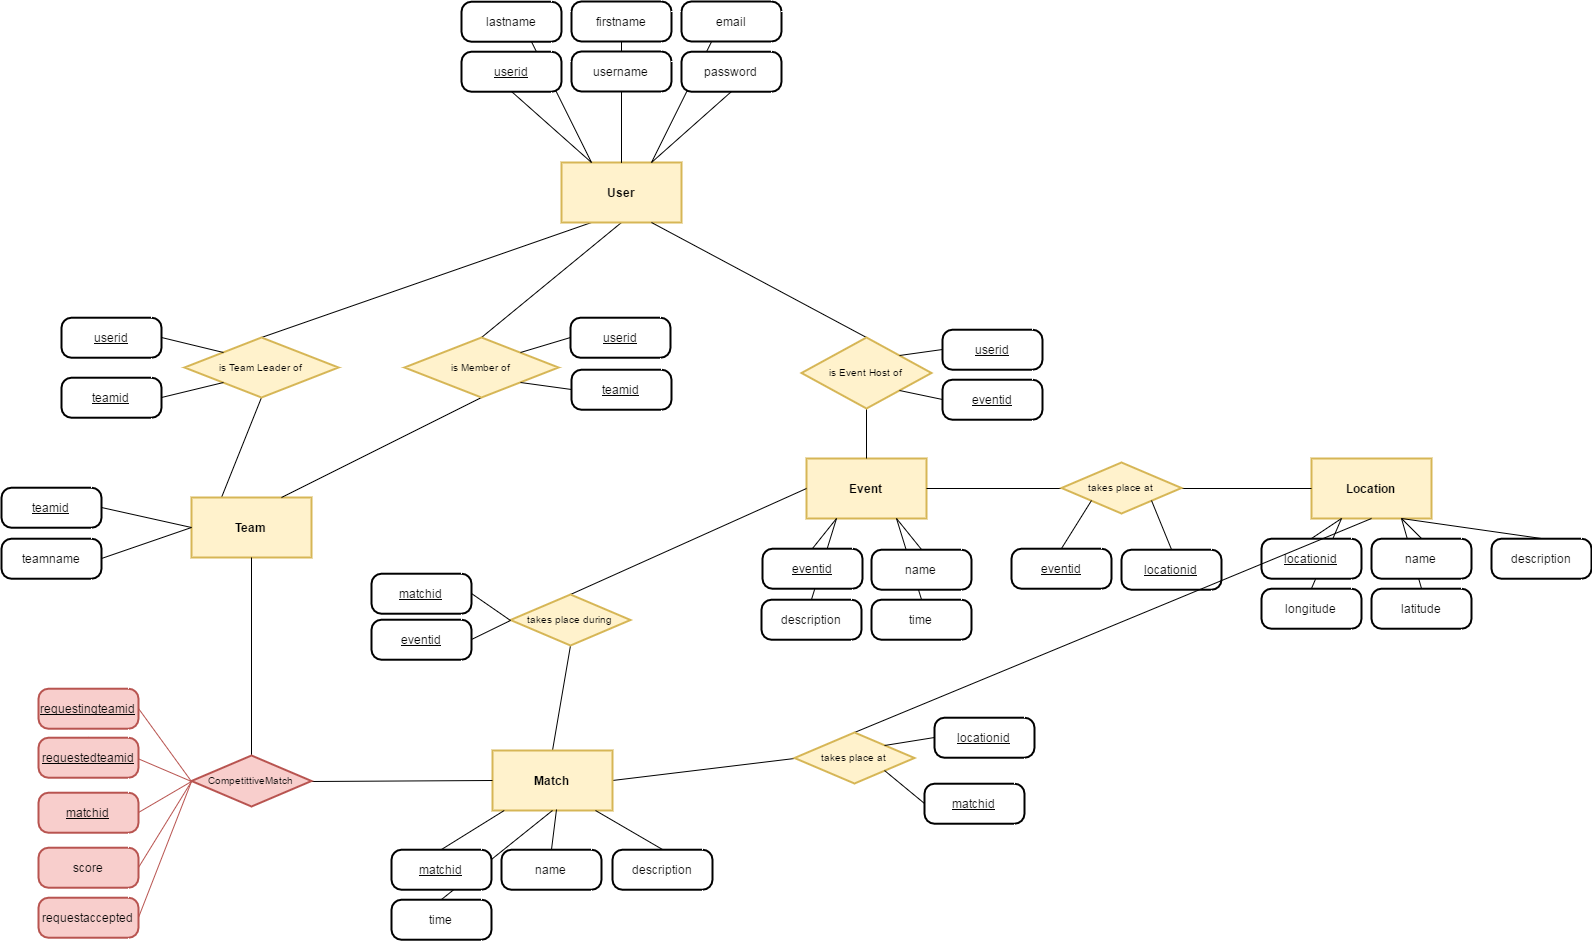 lastname
firstname
email
userid
username
password
User
userid
teamid
is Team Leader of
is Member of
userid
teamid
is Event Host of
userid
eventid
teamid
teamname
Team
Event
takes place at
Location
eventid
name
description
time
eventid
locationid
locationid
name
description
longitude
latitude
matchid
eventid
takes place during
requestingteamid
requestedteamid
matchid
score
requestaccepted
CompetittiveMatch
Match
takes place at
locationid
matchid
matchid
name
description
time